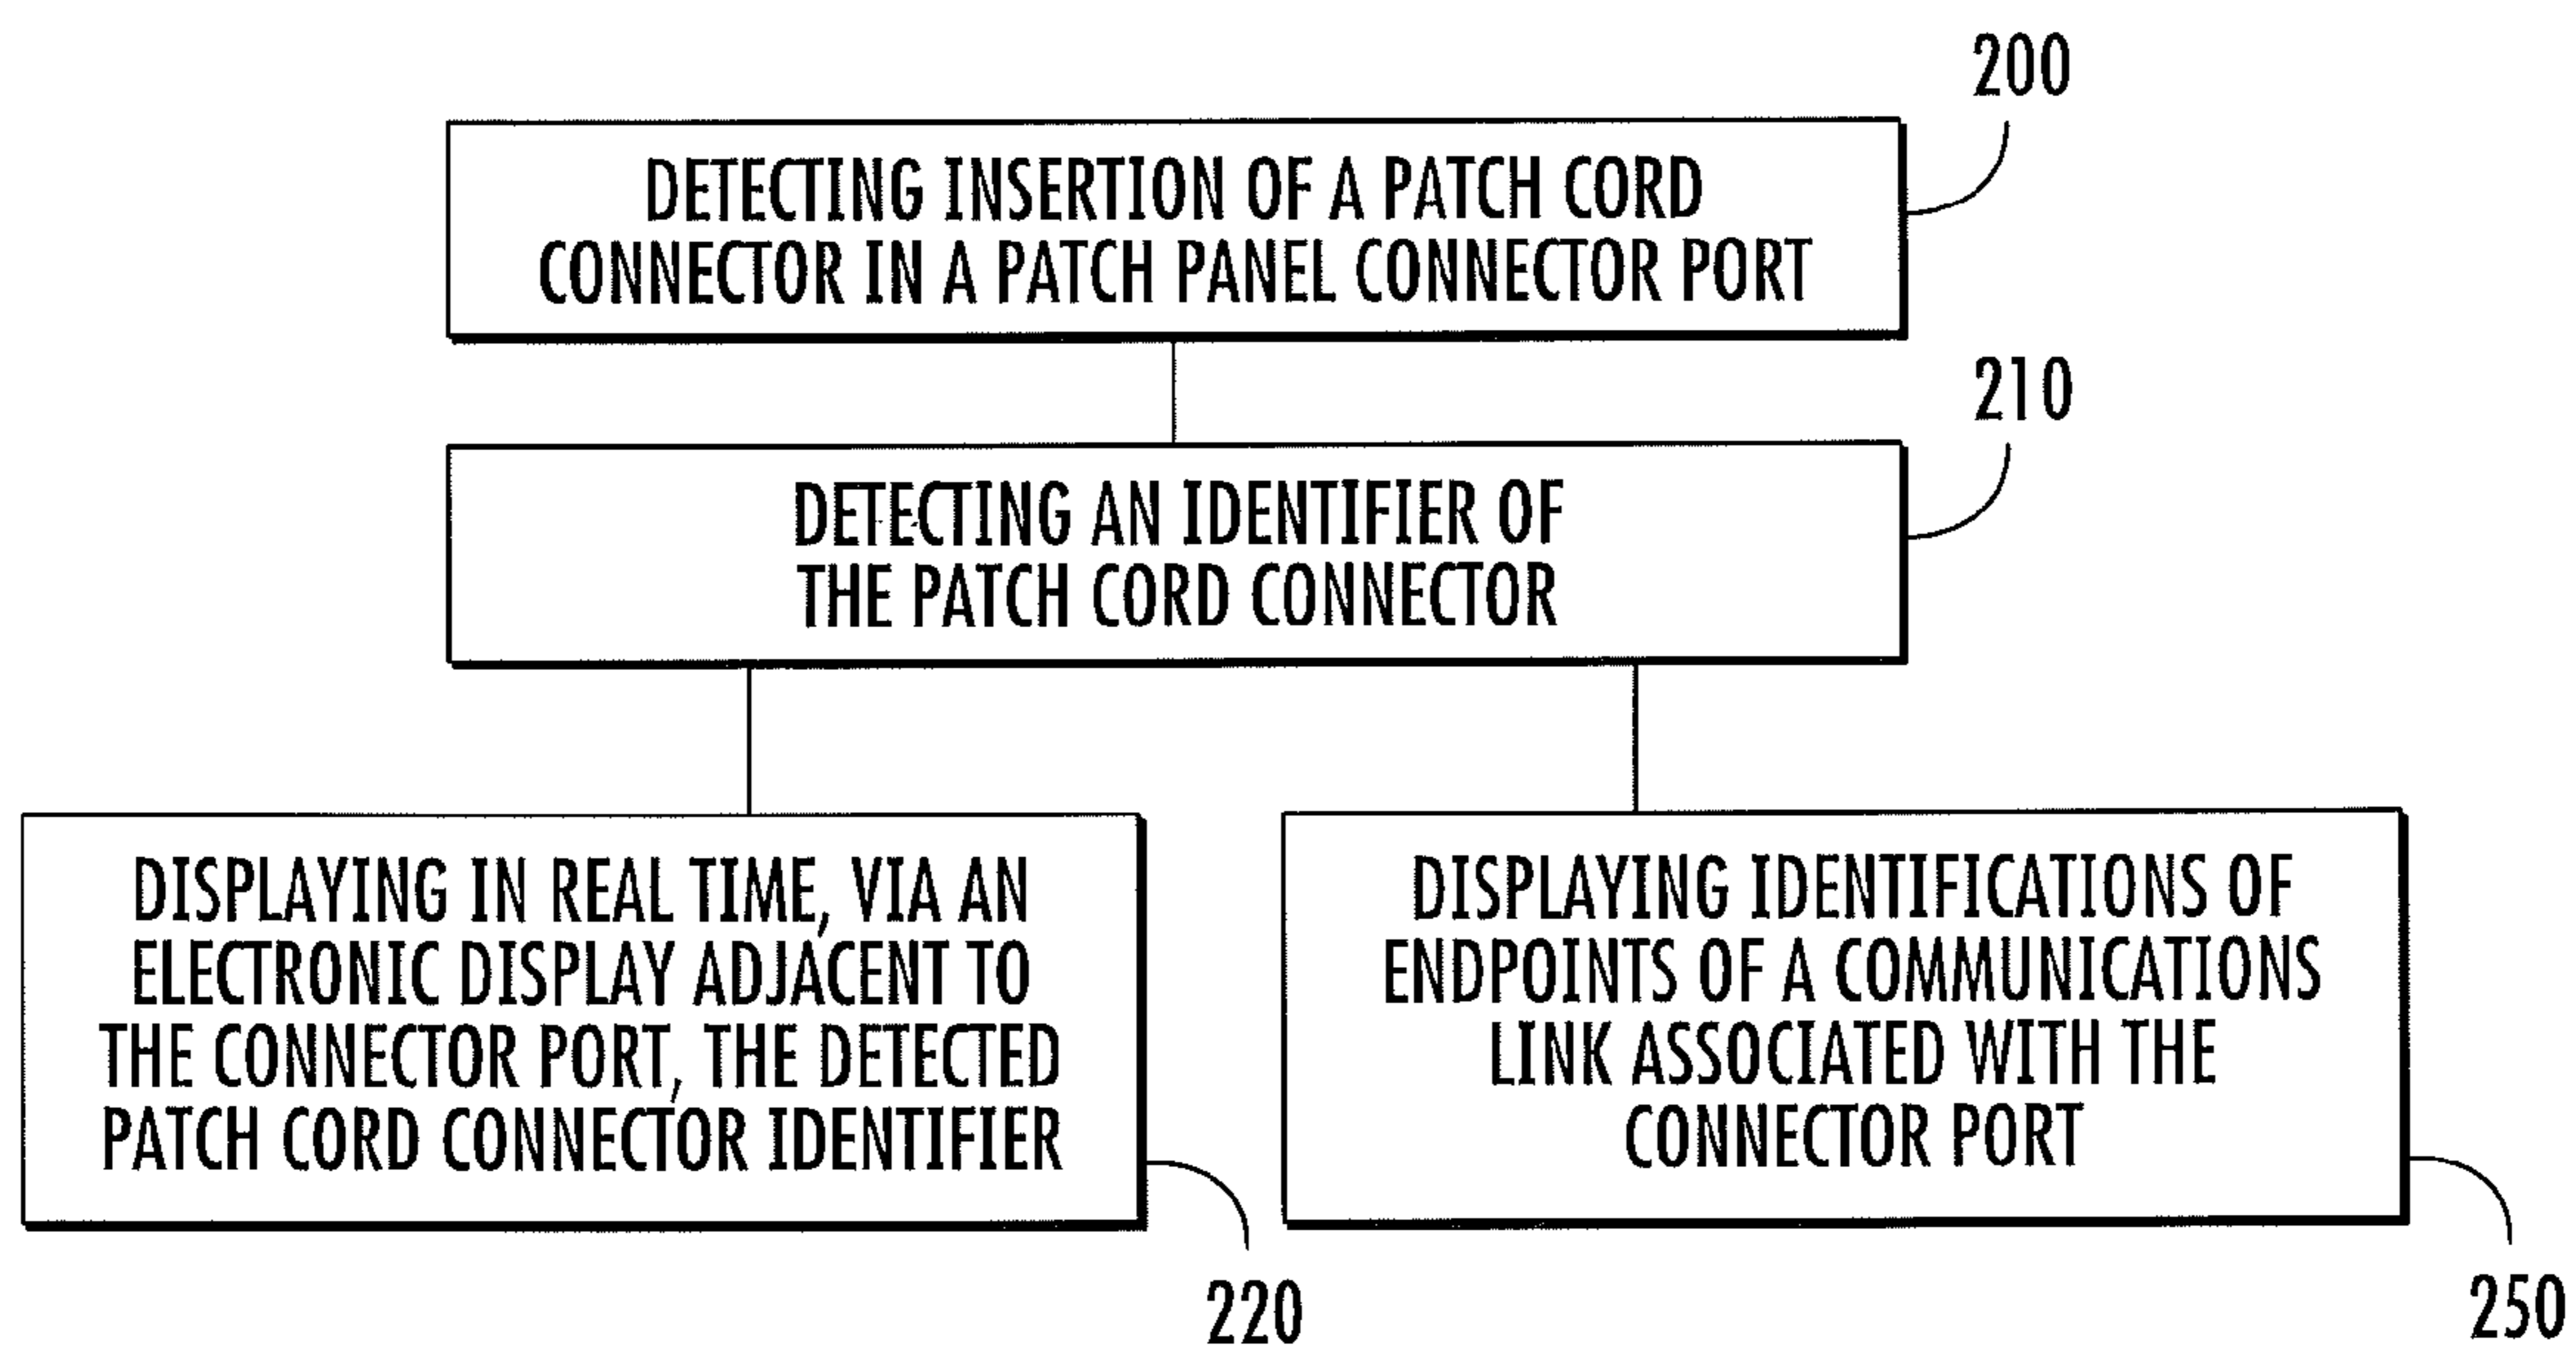 200
DETECTING INSERTION OF A PATCH CORD
CONNECTOR IN A PATCH PANEL CONNECTOR PORT
210
DETECTING AN IDENTIFIER OF
THE PATCH CORD CONNECTOR
DISPLAYING IN REAL TIME, VIA AN
ELECTRONIC DISPLAY ADJACENT TO
THE CONNECTOR PORT, THE DETECTED
PATCH CORD CONNECTOR IDENTIFIER
220
DISPLAYING IDENTIFICATIONS OF
ENDPOINTS OF A COMMUNICATIONS
LINK ASSOCIATED WITH THE
CONNECTOR PORT
250